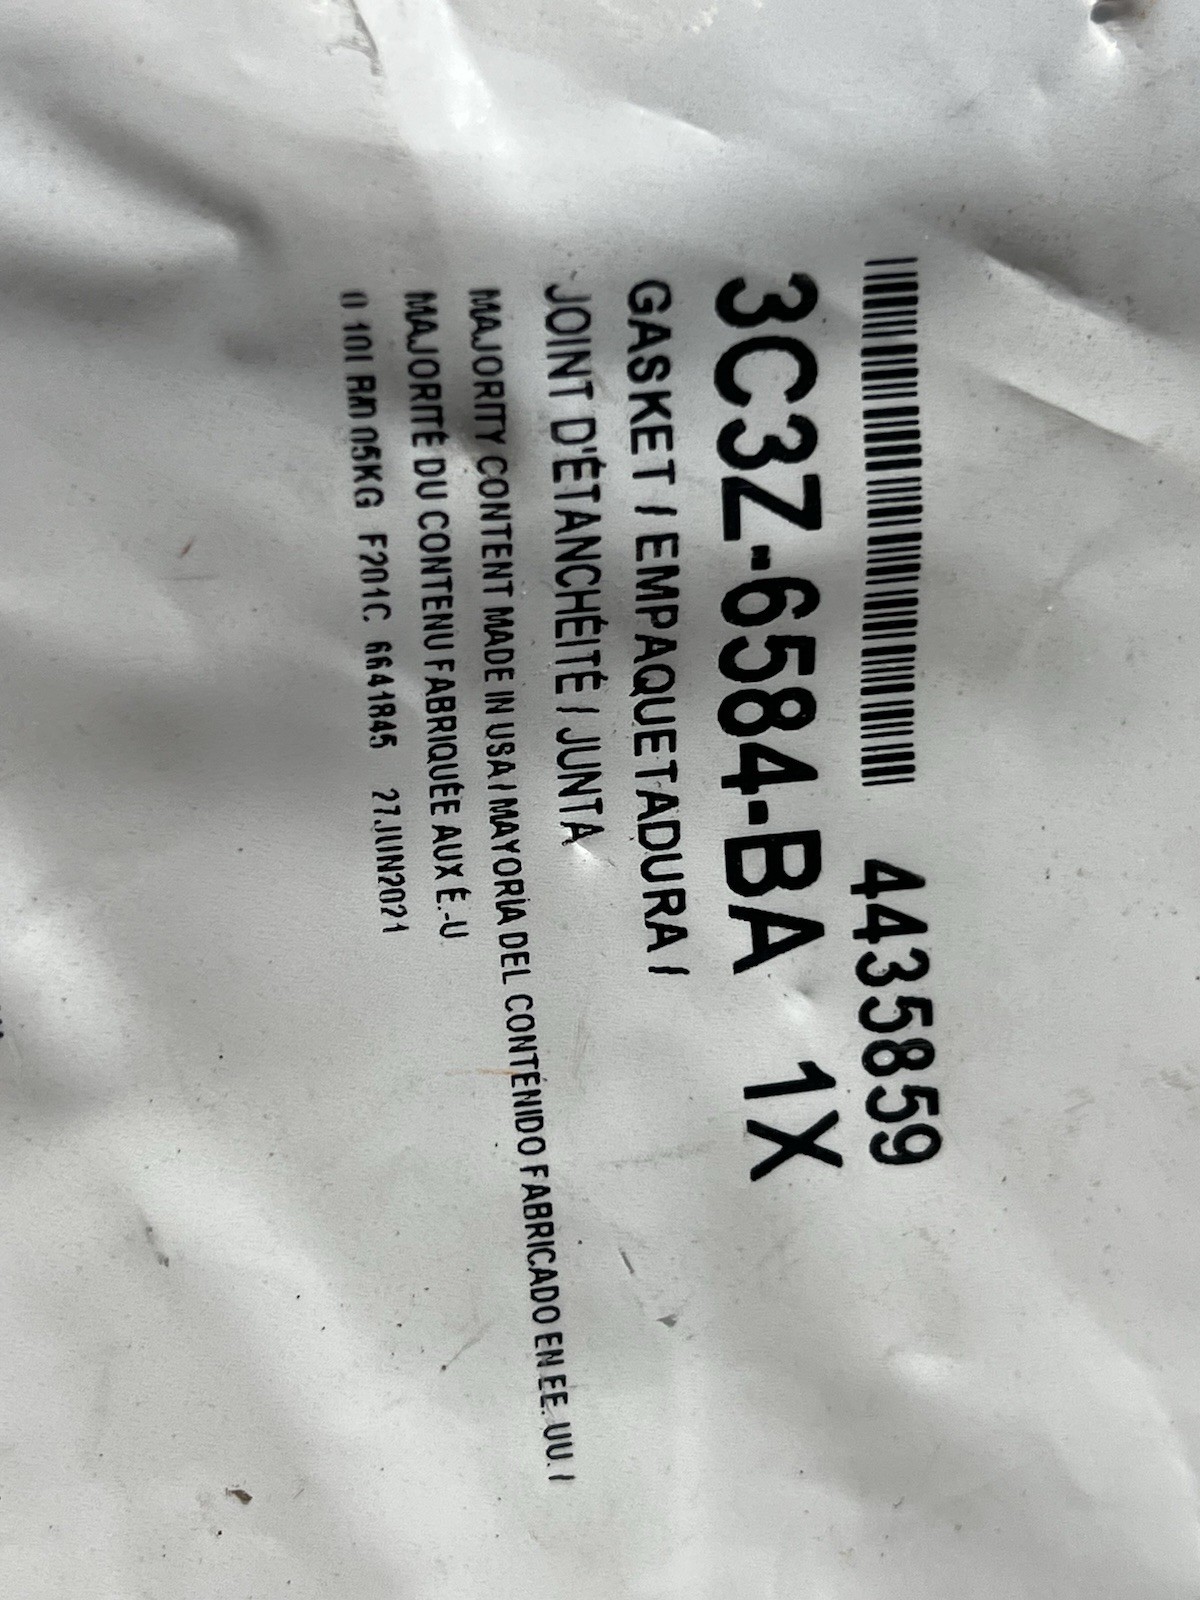 4435859
3C3Z-6584-BA 1X
GASKET / EMPAQUETADURA /
JOINT D'ÉTANCHÉITÉ / JUNTA
MAJORITY CONTENT MADE IN USA / MAYORÍA DEL CONTENIDO FABRICADO EN EE. UU. /
MAJORITÉ DU CONTENU FABRIQUÉE AUX É.-U.
05KG F201C 6641845 27JUN2021